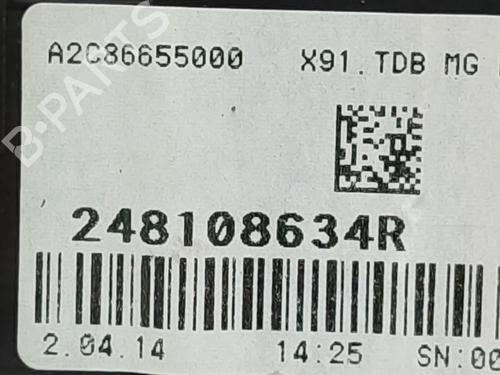 A2C86655000 X91.TDB MG
248108634R
2.04.14 14:25 SN:00
B-PARTS